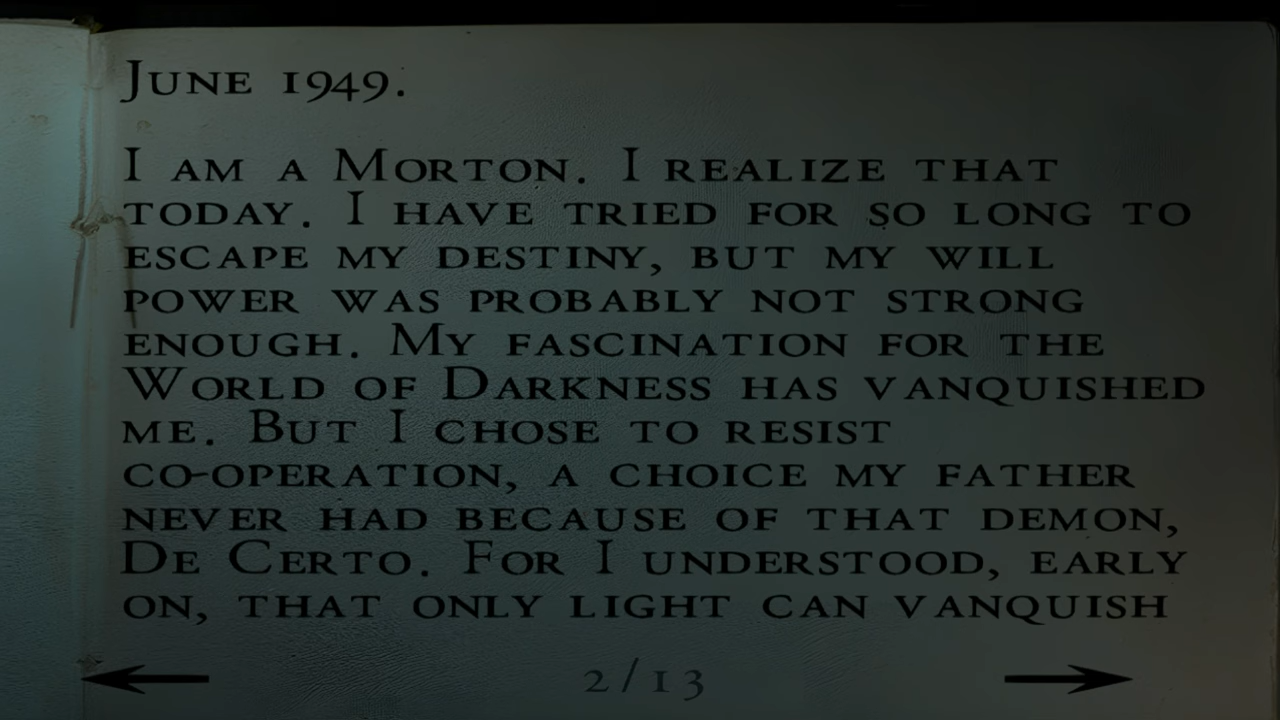 June 1949.
I am a Morton. I realize that
today. I have tried for so long to
escape my destiny, but my will
power was probably not strong
enough. My fascination for the
World of Darkness has vanquished
me. But I chose to resist
co-operation, a choice my father
never had because of that demon,
De Certo. For I understood, early
on, that only light can vanquish
2/13